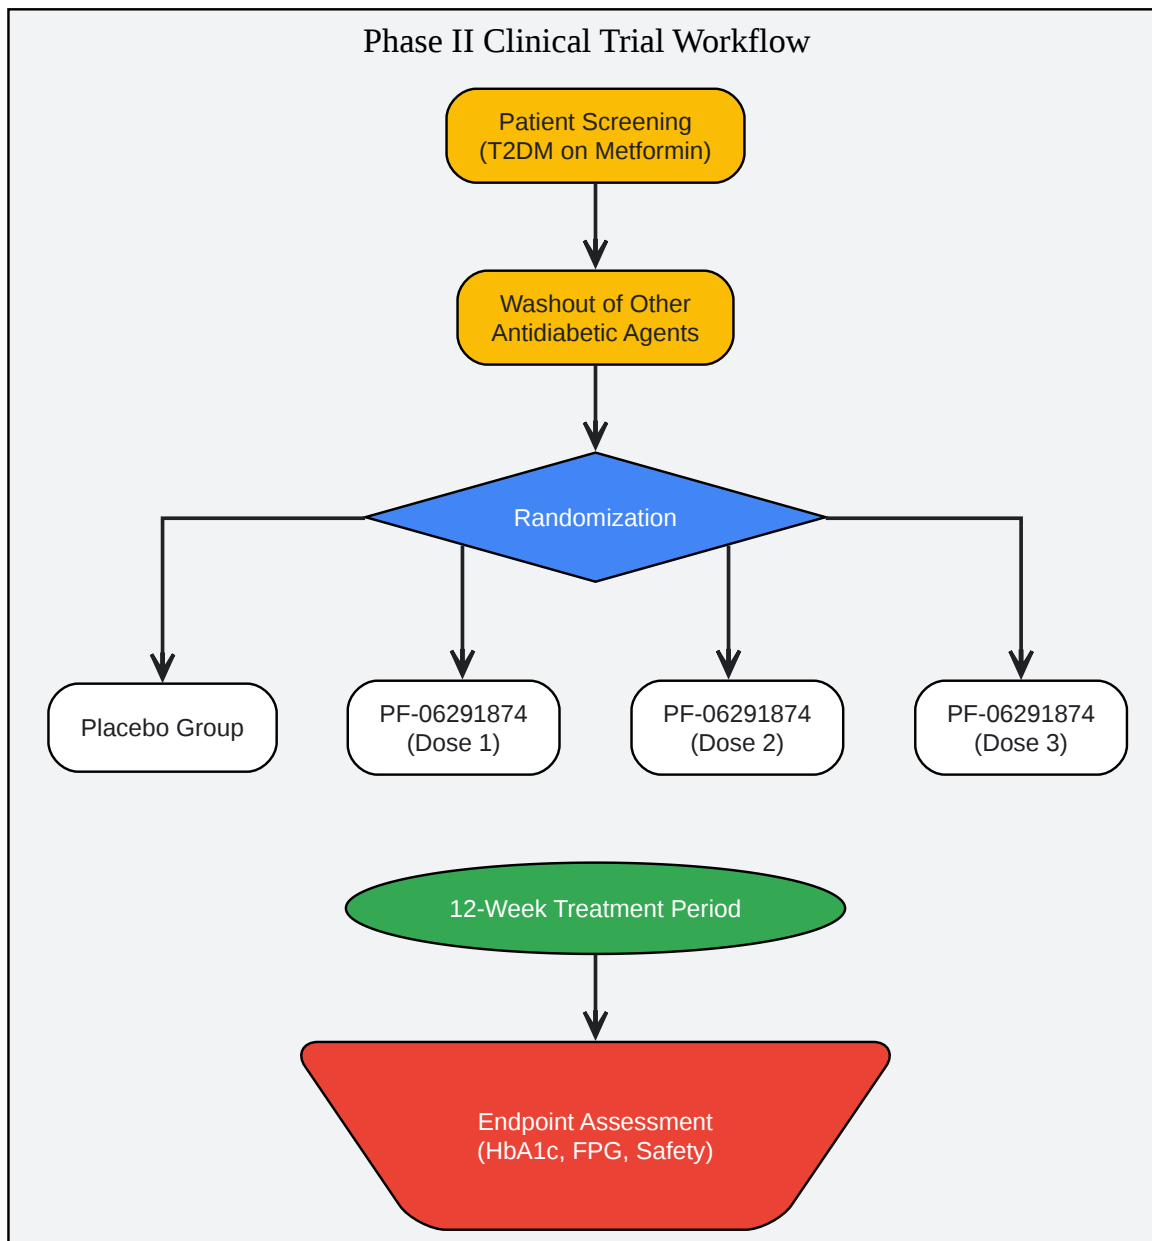 Phase II Clinical Trial Workflow
Patient Screening
(T2DM on Metformin)
Washout of Other
Antidiabetic Agents
Randomization
Placebo Group
PF-06291874
(Dose 1)
PF-06291874
(Dose 2)
PF-06291874
(Dose 3)
12-Week Treatment Period
Endpoint Assessment
(HbA1c, FPG, Safety)